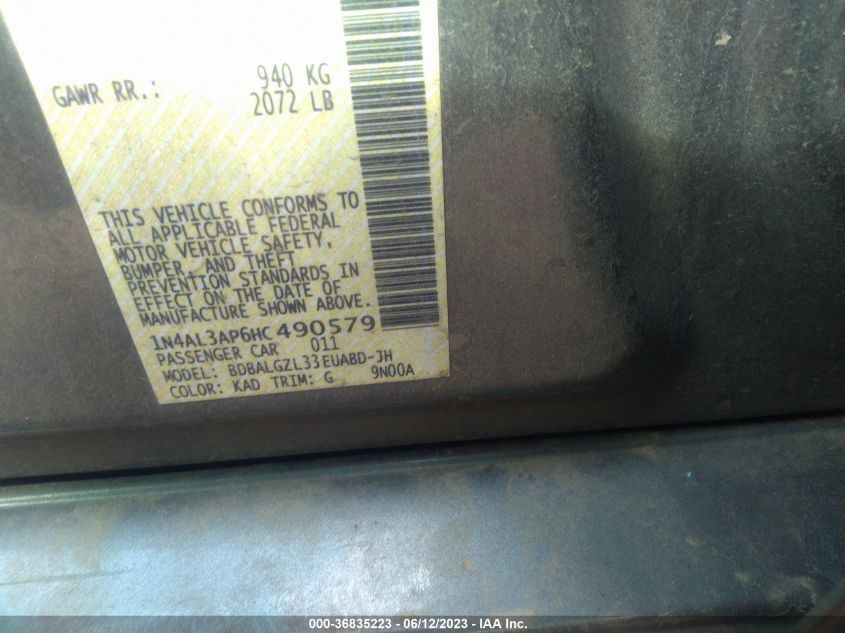 GAWR RR.: 940 KG
2072 LB
THIS VEHICLE CONFORMS TO
ALL APPLICABLE FEDERAL
MOTOR VEHICLE SAFETY,
BUMPER, AND THEFT
PREVENTION STANDARDS IN
EFFECT ON THE DATE OF
MANUFACTURE SHOWN ABOVE.
1N4AL3AP6HC490579
PASSENGER CAR 011
MODEL: BDBALGZL33EUABD-JH
COLOR: KAD TRIM: G 9N00A
000-36835223 - 06/12/2023 - IAA Inc.